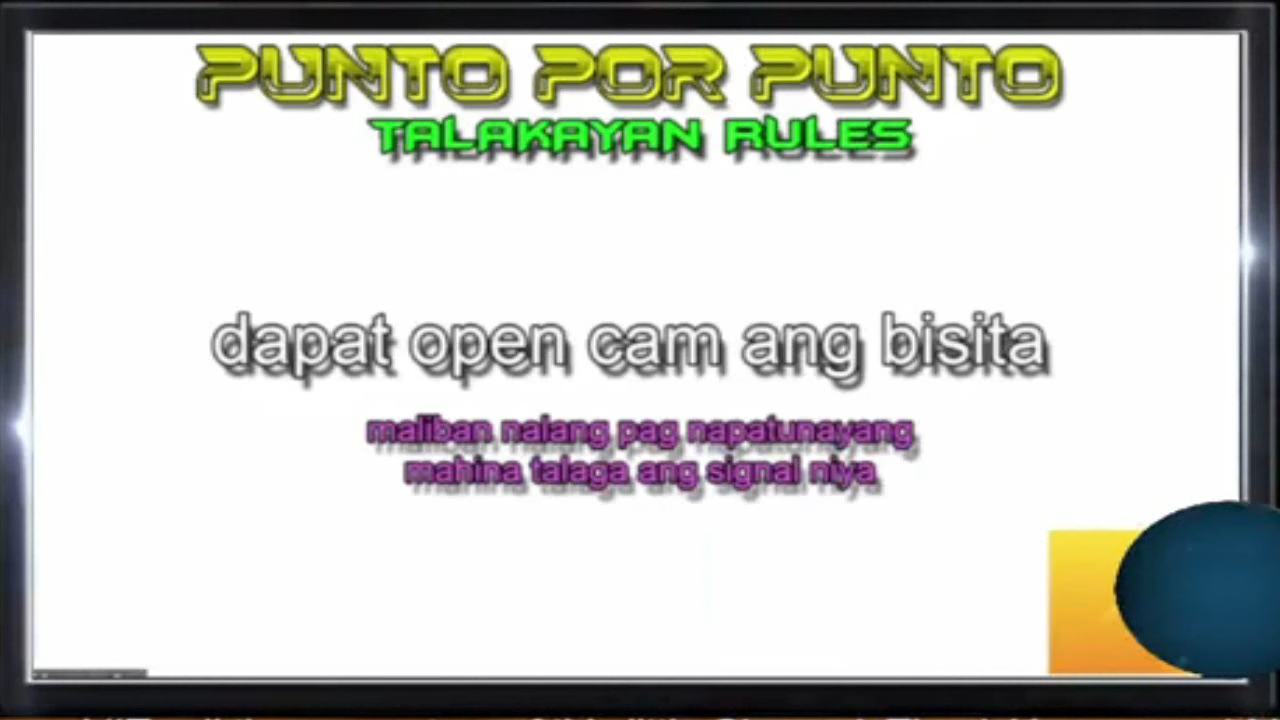 PUNTO POR PUNTO
TALAKAYAN RULES
dapat open cam ang bisita
maliban nalang pag napatunayang
mahina talaga ang signal niya